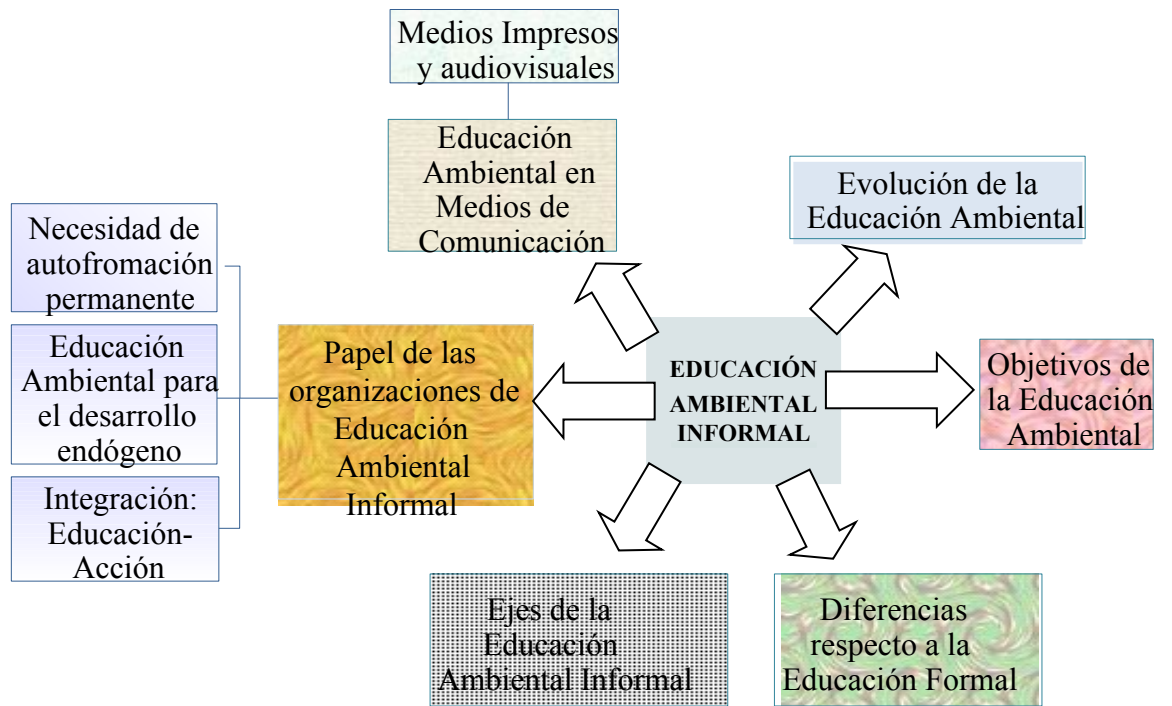 Medios Impresos
y audiovisuales
Educación
Ambiental en
Medios de
Comunicación
Evolución de la
Educación Ambiental
Necesidad de
autofromación
permanente
Educación
Ambiental para
el desarrollo
endógeno
Integración:
Educación-
Acción
Papel de las
organizaciones de
Educación
Ambiental
Informal
EDUCACIÓN
AMBIENTAL
INFORMAL
Objetivos de
la Educación
Ambiental
Ejes de la
Educación
Ambiental Informal
Diferencias
respecto a la
Educación Formal